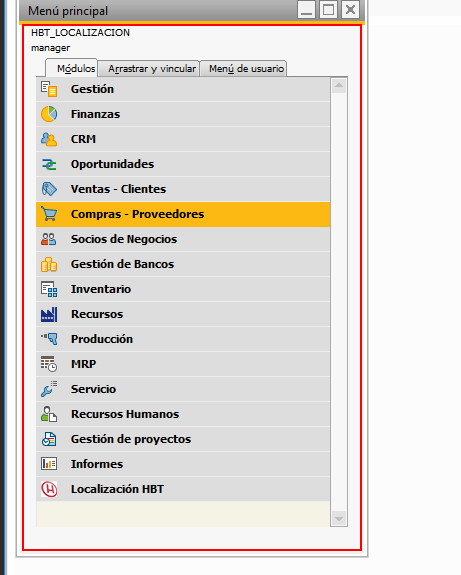 Menú principal
HBT_LOCALIZACION
manager
Módulos Arrastrar y vincular Menú de usuario
Gestión
Finanzas
CRM
Oportunidades
Ventas - Clientes
Compras - Proveedores
Socios de Negocios
Gestión de Bancos
Inventario
Recursos
Producción
MRP
Servicio
Recursos Humanos
Gestión de proyectos
Informes
Localización HBT